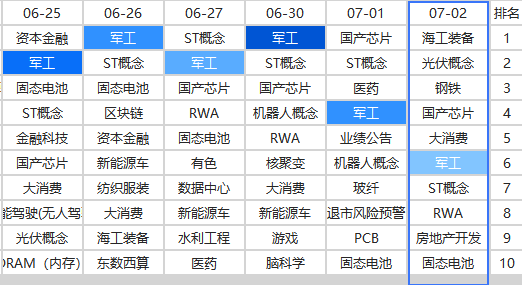 06-25 06-26 06-27 06-30 07-01 07-02 排名
资本金融 军工 ST概念 军工 国产芯片 海工装备 1
军工 ST概念 军工 ST概念 ST概念 光伏概念 2
固态电池 固态电池 国产芯片 国产芯片 医药 钢铁 3
ST概念 区块链 RWA 机器人概念 军工 国产芯片 4
金融科技 资本金融 固态电池 RWA 业绩公告 大消费 5
国产芯片 新能源车 有色 核聚变 机器人概念 军工 6
大消费 纺织服装 数据中心 大消费 玻纤 ST概念 7
能驾驶(无人驾 大消费 新能源车 新能源车 退市风险预警 RWA 8
光伏概念 海工装备 水利工程 游戏 PCB 房地产开发 9
DRAM（内存） 东数西算 医药 脑科学 固态电池 固态电池 10